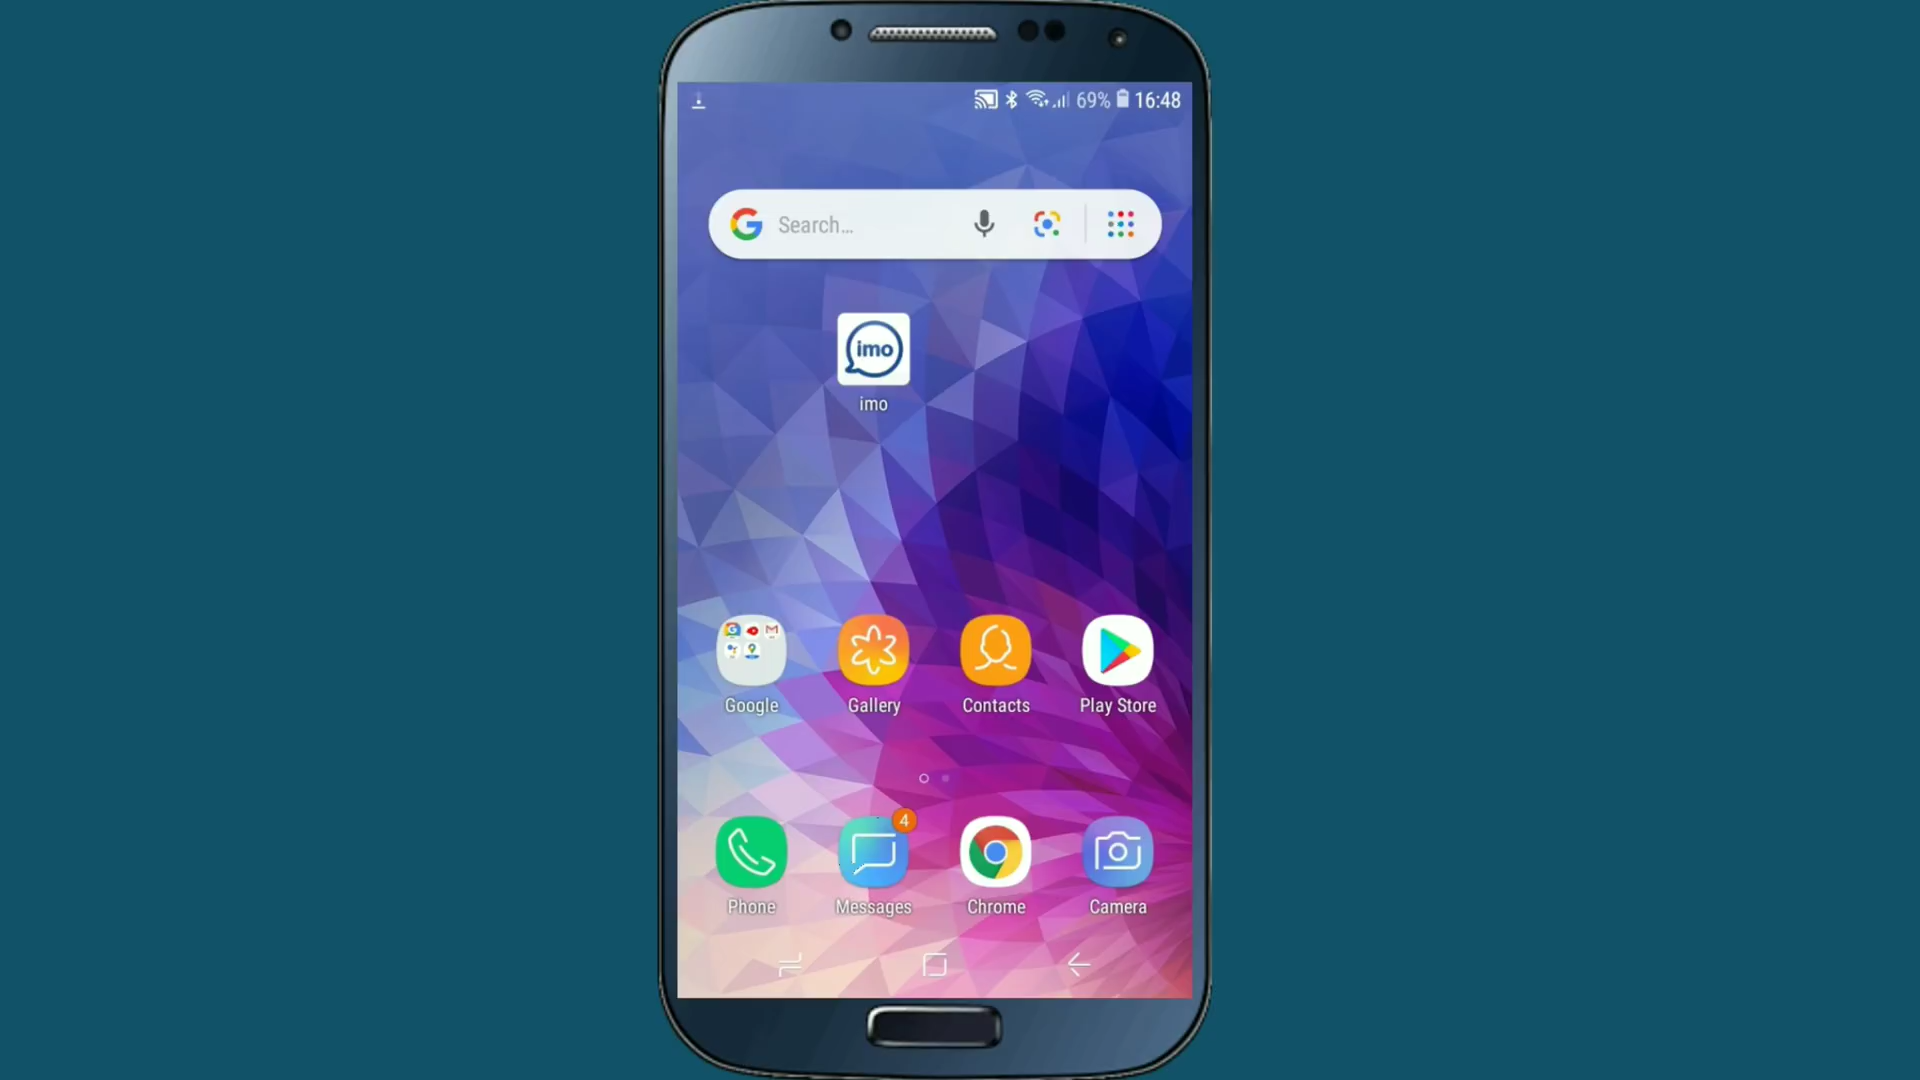 69% 16:48
Search...
imo
imo
Google Gallery Contacts Play Store
4
Phone Messages Chrome Camera